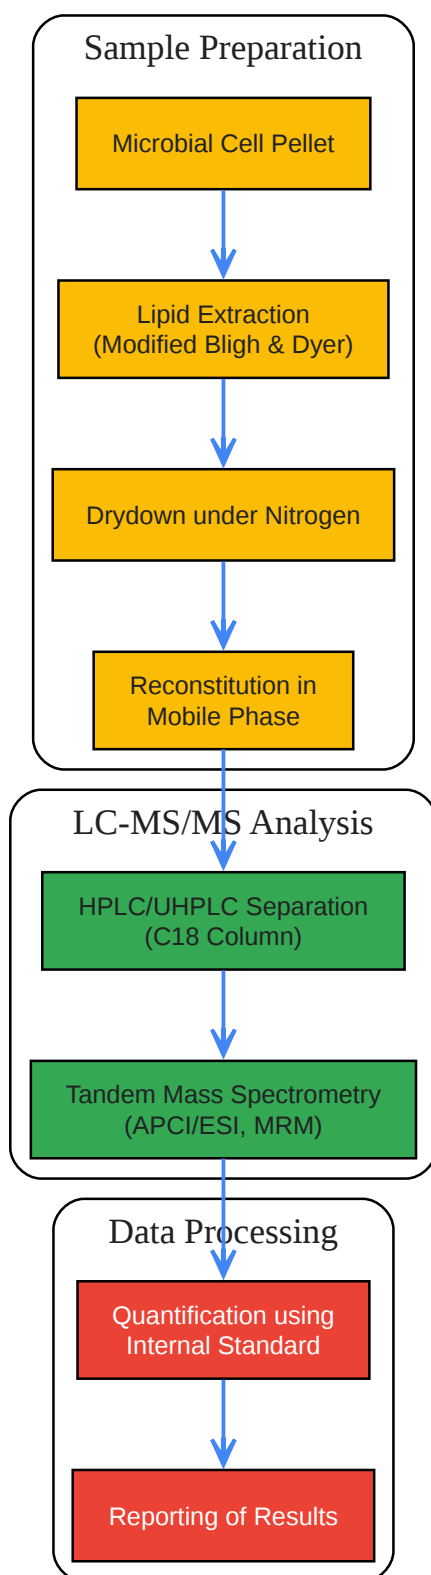 Sample Preparation
Microbial Cell Pellet
Lipid Extraction
(Modified Bligh & Dyer)
Drydown under Nitrogen
Reconstitution in
Mobile Phase
LC-MS/MS Analysis
HPLC/UHPLC Separation
(C18 Column)
Tandem Mass Spectrometry
(APCI/ESI, MRM)
Data Processing
Quantification using
Internal Standard
Reporting of Results